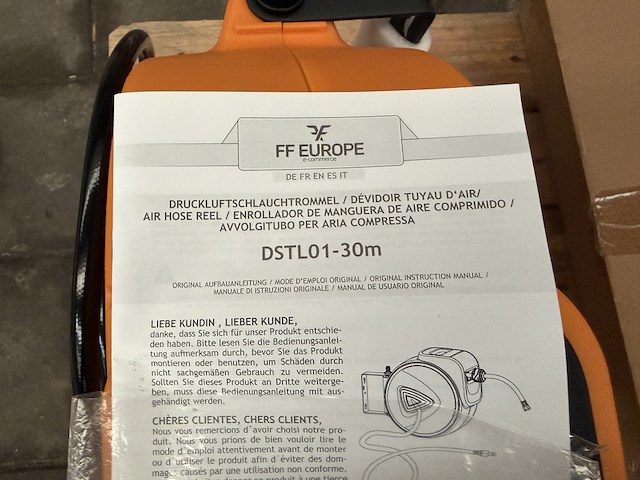 FF EUROPE
e-commerce
DE FR EN ES IT
DRUCKLUFTSCHLAUCHTROMMEL / DÉVIDOIR TUYAU D'AIR/
AIR HOSE REEL / ENROLLADOR DE MANGUERA DE AIRE COMPRIMIDO /
AVVOLGITUBO PER ARIA COMPRESSA
DSTL01-30m
ORIGINAL AUFBAUANLEITUNG / MODE D'EMPLOI ORIGINAL / ORIGINAL INSTRUCTION MANUAL /
MANUALE DI ISTRUZIONI ORIGINALE / MANUAL DE USUARIO ORIGINAL
LIEBE KUNDIN , LIEBER KUNDE,
danke, dass Sie sich für unser Produkt entschie-
den haben. Bitte lesen Sie die Bedienungsanlei-
tung aufmerksam durch, bevor Sie das Produkt
montieren oder benutzen, um Schäden durch
nicht sachgemäßen Gebrauch zu vermeiden.
Sollten Sie dieses Produkt an Dritte weiterge-
ben, muss diese Bedienungsanleitung mit aus-
gehändigt werden.
CHÈRES CLIENTES, CHERS CLIENTS,
Nous vous remercions d'avoir choisi notre pro-
duit. Nous vous prions de bien vouloir lire le
mode d'emploi attentivement avant de monter
ou d'utiliser le produit afin d'éviter des dom-
mages causés par une utilisation non conforme.
donner ce produit à une tierce